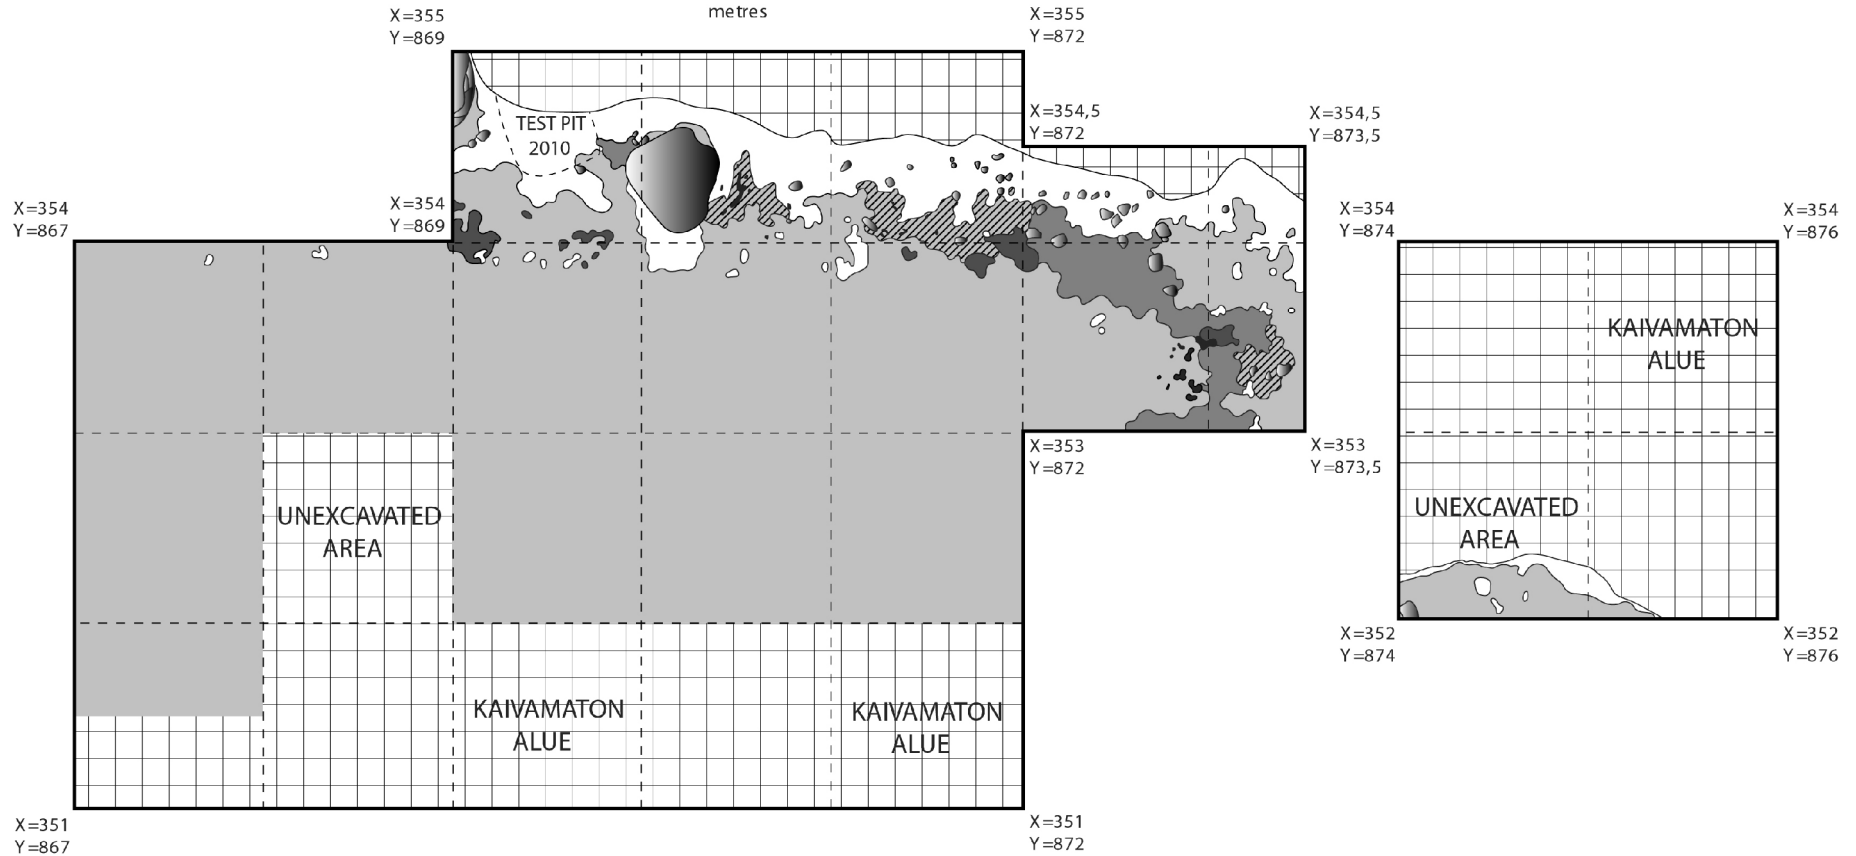 metres
X=355
Y=869
X=355
Y=872
X=354,5
Y=872
X=354,5
Y=873,5
TEST PIT
2010
X=354
Y=867
X=354
Y=869
X=354
Y=874
X=354
Y=876
KAIVAMATON
ALUE
X=353
Y=872
X=353
Y=873,5
UNEXCAVATED
AREA
UNEXCAVATED
AREA
X=352
Y=874
X=352
Y=876
KAIVAMATON
ALUE
KAIVAMATON
ALUE
X=351
Y=867
X=351
Y=872